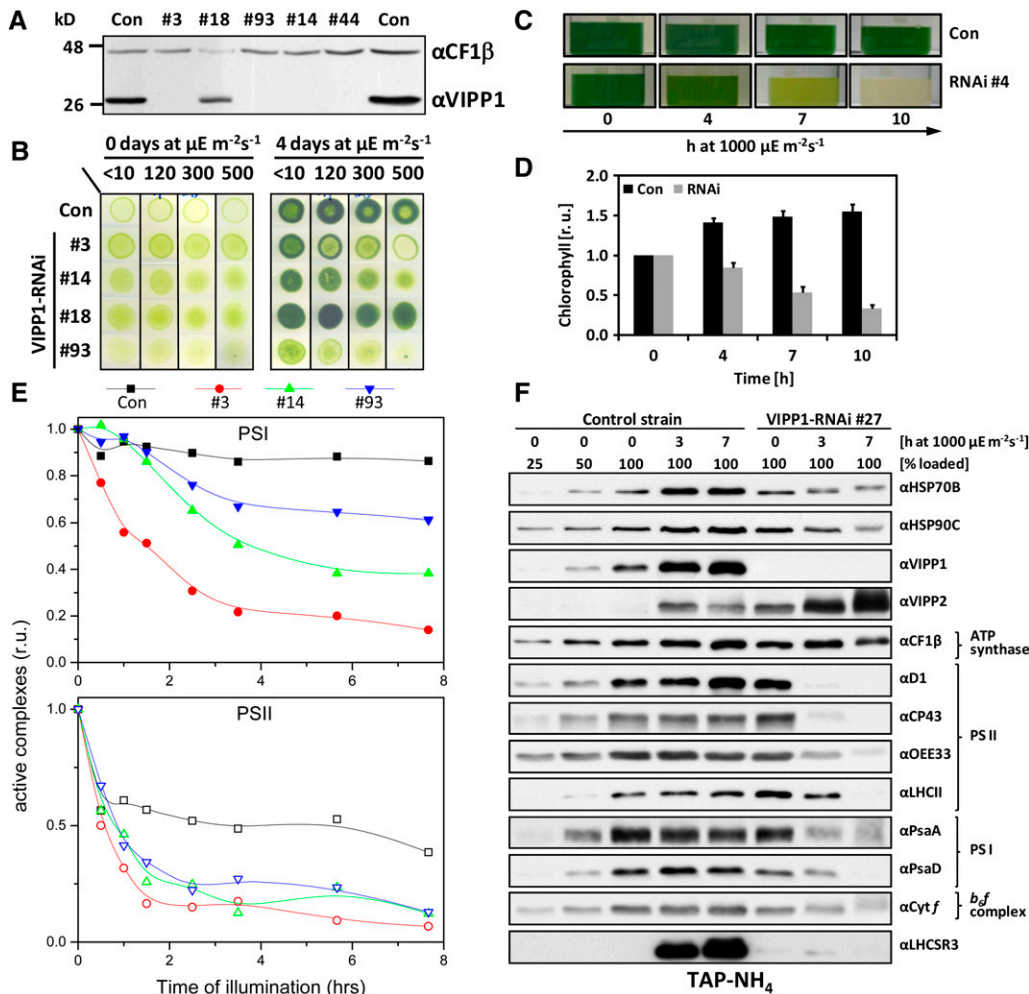 A
kD Con #3 #18 #93 #14 #44 Con
48
αCF1β
26
αVIPP1
B
0 days at µE m-2s-1 4 days at µE m-2s-1
<10 120 300 500 <10 120 300 500
Con
#3
#14
#18
#93
VIPP1-RNAi
C
Con
RNAi #4
0 4 7 10
h at 1000 µE m-2s-1
D
Con RNAi
2.0
1.5
1.0
0.5
0.0
Chlorophyll [r. u.]
0 4 7 10
Time [h]
E
Con #3 #14 #93
PSI
1.0
0.8
0.6
0.4
0.2
0.0
0 2 4 6 8
PSII
1.0
0.5
0.0
0 2 4 6 8
active complexes (r.u.)
Time of illumination (hrs)
F
Control strain VIPP1-RNAi #27
0 0 0 3 7 0 3 7 [h at 1000 µE m-2s-1]
25 50 100 100 100 100 100 100 [% loaded]
αHSP70B
αHSP90C
αVIPP1
αVIPP2
αCF1β ATP synthase
αD1
αCP43
αOEE33
αLHCII
PS II
αPsaA
αPsaD
PS I
αCyt f b6f complex
αLHCSR3
TAP-NH4